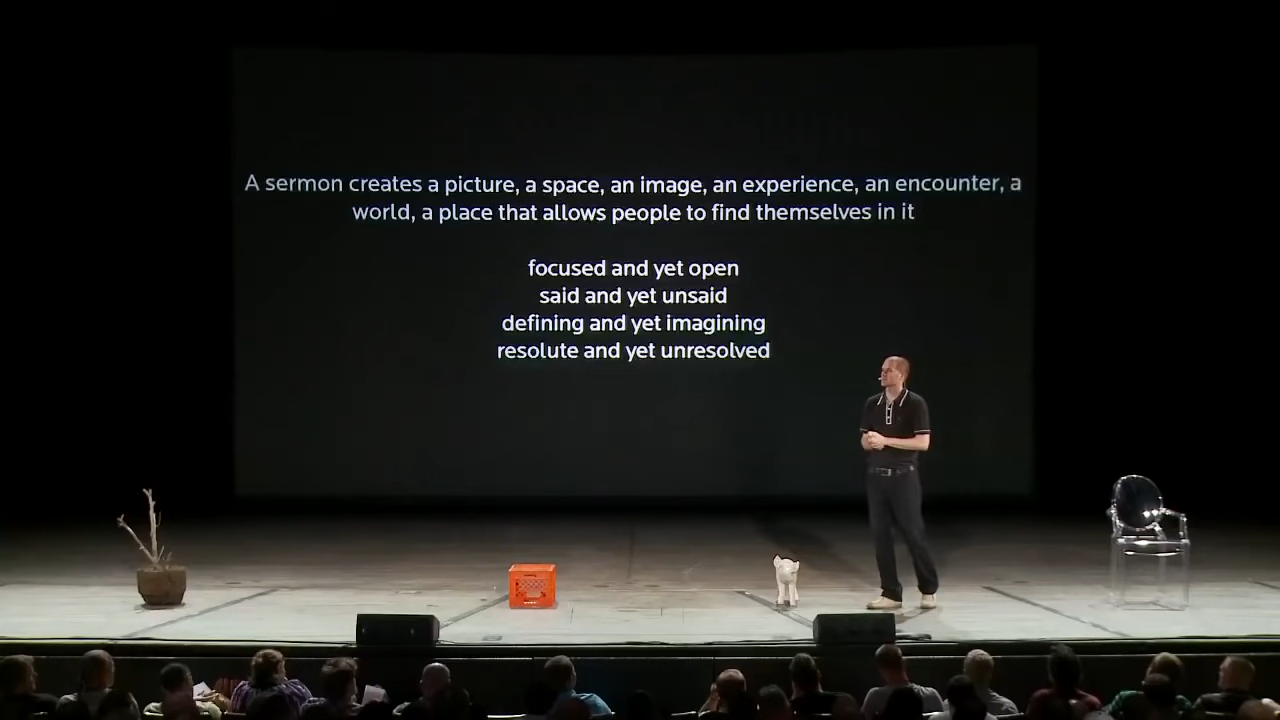 A sermon creates a picture, a space, an image, an experience, an encounter, a
world, a place that allows people to find themselves in it
focused and yet open
said and yet unsaid
defining and yet imagining
resolute and yet unresolved